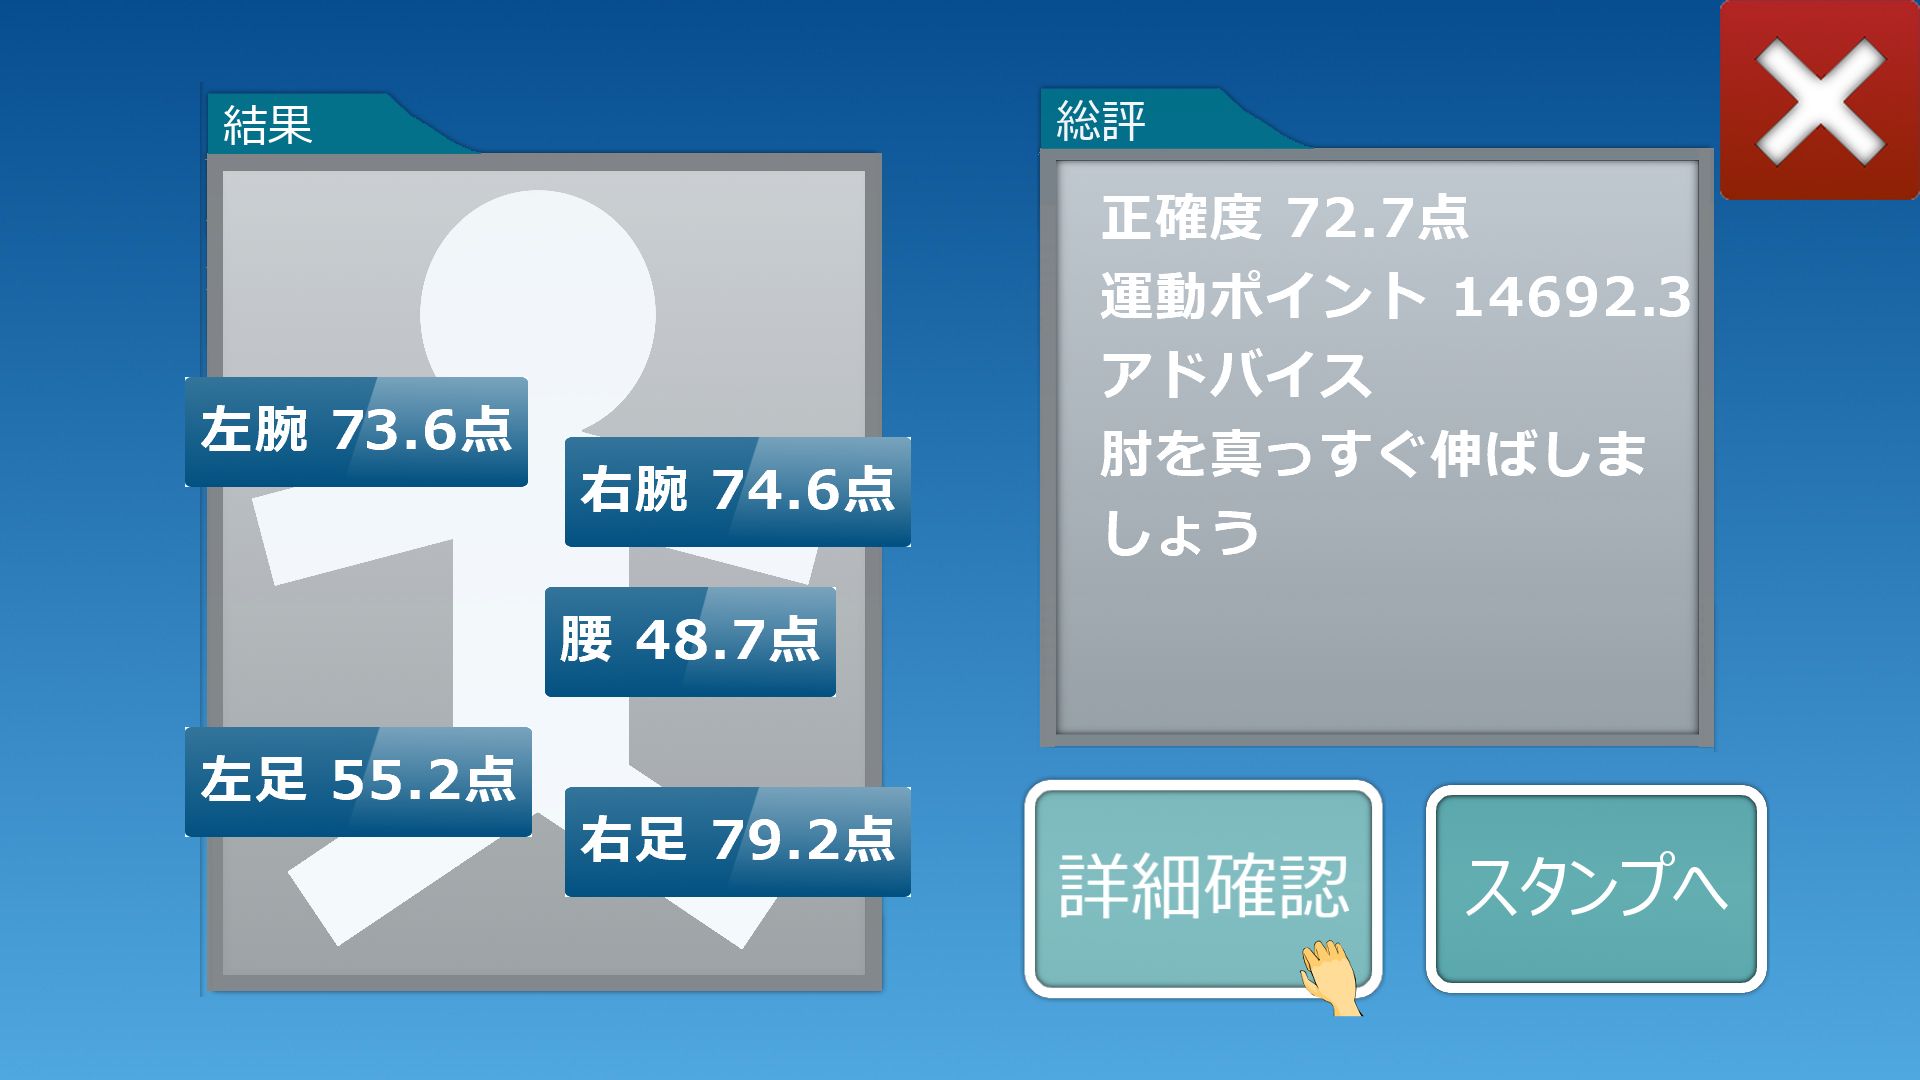 結果
左腕 73.6点
右腕 74.6点
腰 48.7点
左足 55.2点
右足 79.2点
総評
正確度 72.7点
運動ポイント 14692.3
アドバイス
肘を真っすぐ伸ばしま
しょう
詳細確認
スタンプへ